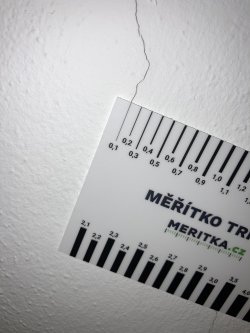 0,1 0,2 0,3 0,4 0,5 0,6 0,7 0,8 0,9 1,0 1,1 1,2
MĚŘÍTKO TR
MERITKA.CZ
2,1 2,2 2,3 2,4 2,5 2,6 2,7 2,8 2,9 3,0 3,5